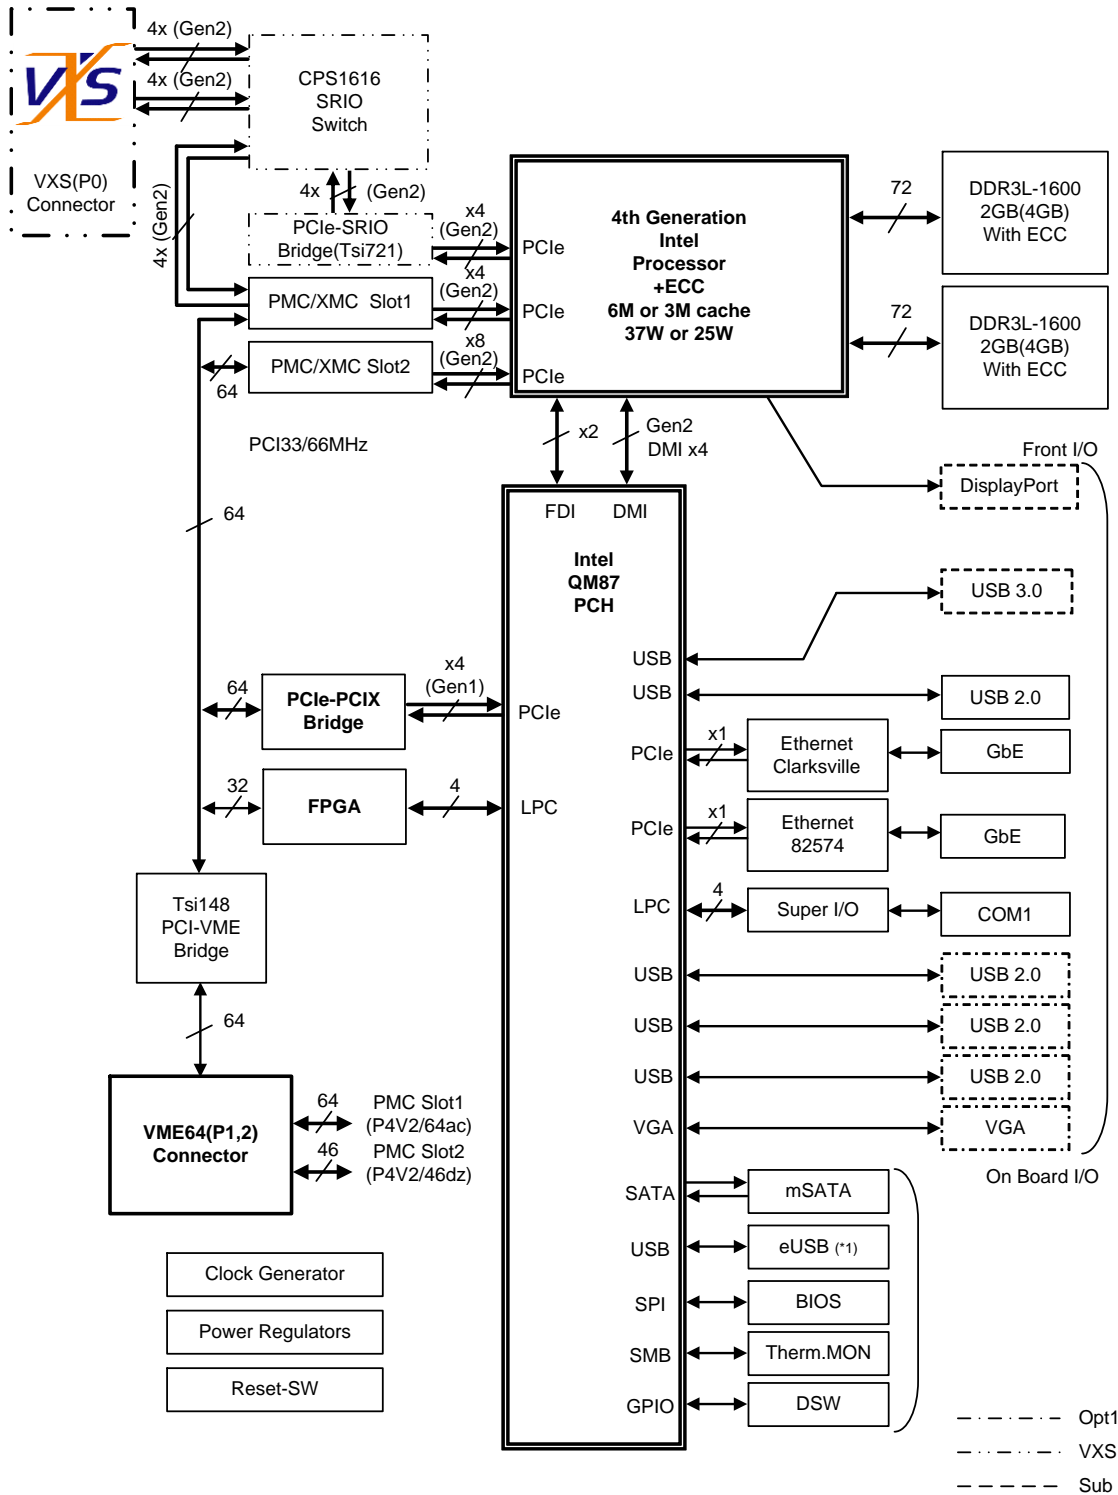 VXS
VXS(P0)
Connector
4x (Gen2)
4x (Gen2)
4x (Gen2)
CPS1616
SRIO
Switch
4x
(Gen2)
PCIe-SRIO
Bridge(Tsi721)
x4
(Gen2)
PMC/XMC Slot1
x4
(Gen2)
PMC/XMC Slot2
x8
(Gen2)
64
PCI33/66MHz
PCIe
PCIe
PCIe
4th Generation
Intel
Processor
+ECC
6M or 3M cache
37W or 25W
72
DDR3L-1600
2GB(4GB)
With ECC
72
DDR3L-1600
2GB(4GB)
With ECC
x2
Gen2
DMI x4
Front I/O
DisplayPort
FDI
DMI
Intel
QM87
PCH
64
USB
USB 3.0
USB
USB 2.0
64
PCIe-PCIX
Bridge
x4
(Gen1)
PCIe
PCIe
x1
Ethernet
Clarksville
GbE
32
FPGA
4
LPC
PCIe
x1
Ethernet
82574
GbE
Tsi148
PCI-VME
Bridge
LPC
4
Super I/O
COM1
USB
USB 2.0
64
USB
USB 2.0
USB
USB 2.0
VGA
VGA
VME64(P1,2)
Connector
64
PMC Slot1
(P4V2/64ac)
46
PMC Slot2
(P4V2/46dz)
On Board I/O
SATA
mSATA
USB
eUSB (*1)
SPI
BIOS
SMB
Therm.MON
GPIO
DSW
Clock Generator
Power Regulators
Reset-SW
Opt1
VXS
Sub